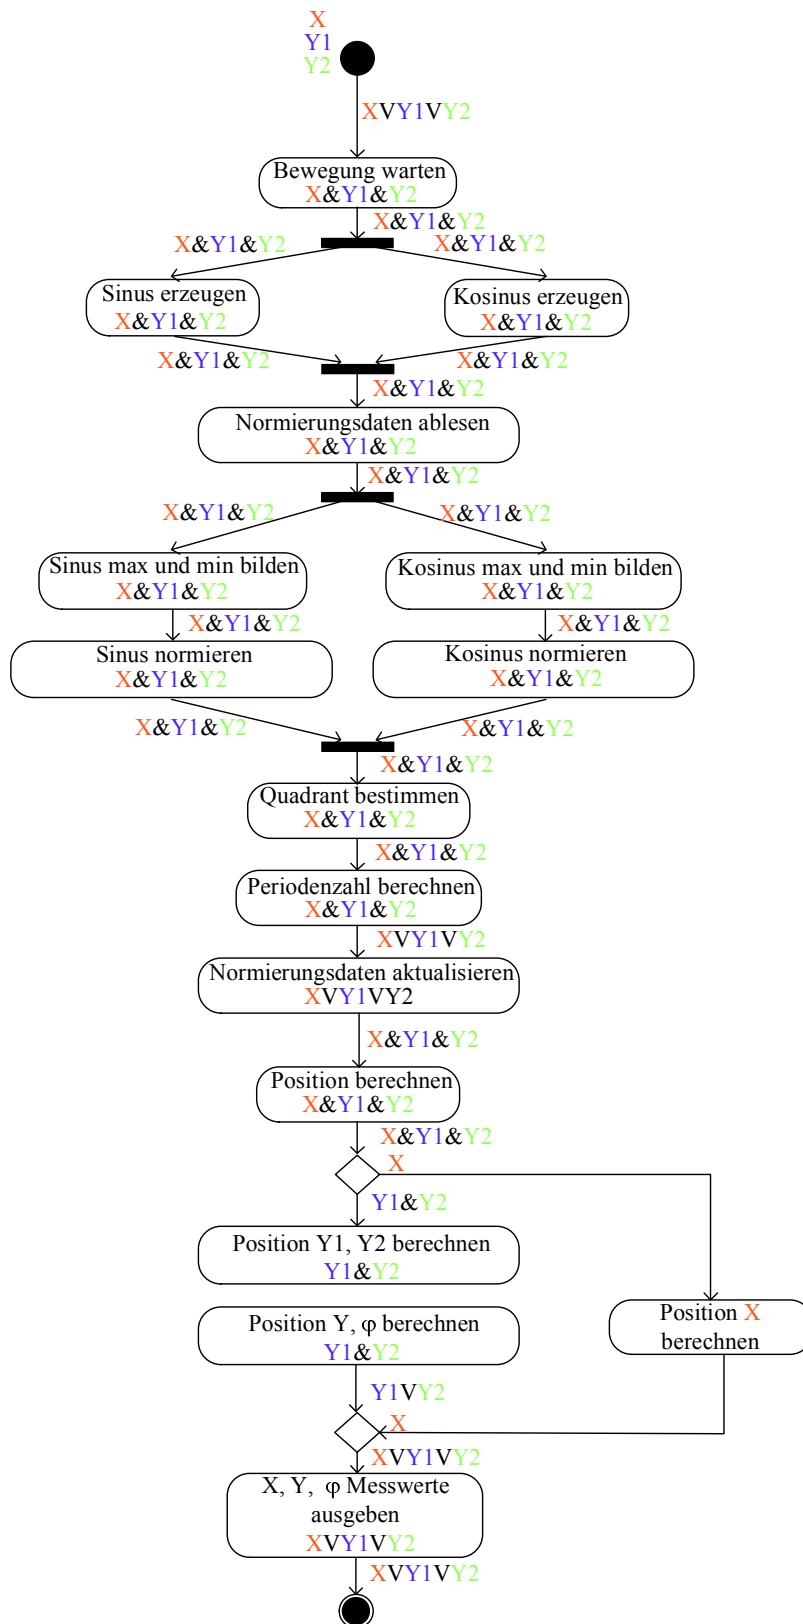 X
Y1
Y2
XVY1VY2
Bewegung warten
X&Y1&Y2
X&Y1&Y2
X&Y1&Y2
X&Y1&Y2
Sinus erzeugen
X&Y1&Y2
Kosinus erzeugen
X&Y1&Y2
X&Y1&Y2
X&Y1&Y2
X&Y1&Y2
Normierungsdaten ablesen
X&Y1&Y2
X&Y1&Y2
X&Y1&Y2
X&Y1&Y2
Sinus max und min bilden
X&Y1&Y2
Kosinus max und min bilden
X&Y1&Y2
X&Y1&Y2
X&Y1&Y2
Sinus normieren
X&Y1&Y2
Kosinus normieren
X&Y1&Y2
X&Y1&Y2
X&Y1&Y2
X&Y1&Y2
Quadrant bestimmen
X&Y1&Y2
X&Y1&Y2
Periodenzahl berechnen
X&Y1&Y2
XVY1VY2
Normierungsdaten aktualisieren
XVY1VY2
X&Y1&Y2
Position berechnen
X&Y1&Y2
X&Y1&Y2
X
Y1&Y2
Position Y1, Y2 berechnen
Y1&Y2
Position X
berechnen
Position Y, φ berechnen
Y1&Y2
Y1VY2
X
XVY1VY2
X, Y, φ Messwerte
ausgeben
XVY1VY2
XVY1VY2